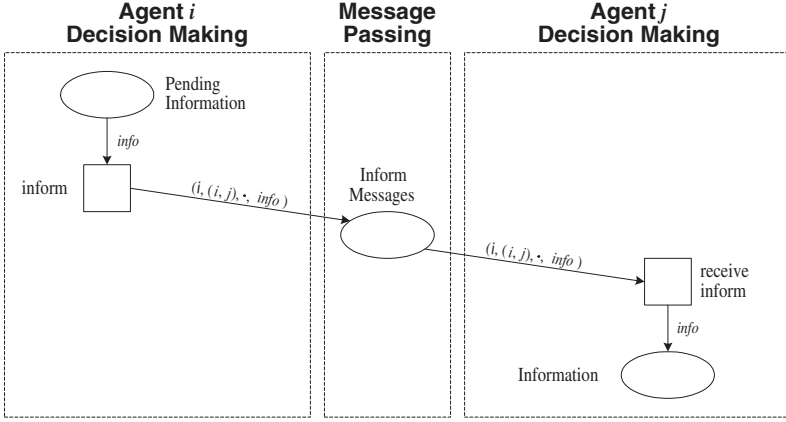 Agent i
Decision Making
Message
Passing
Agent j
Decision Making
Pending
Information
info
inform
(i, (i, j), ·, info )
Inform
Messages
(i, (i, j), ·, info )
receive
inform
info
Information